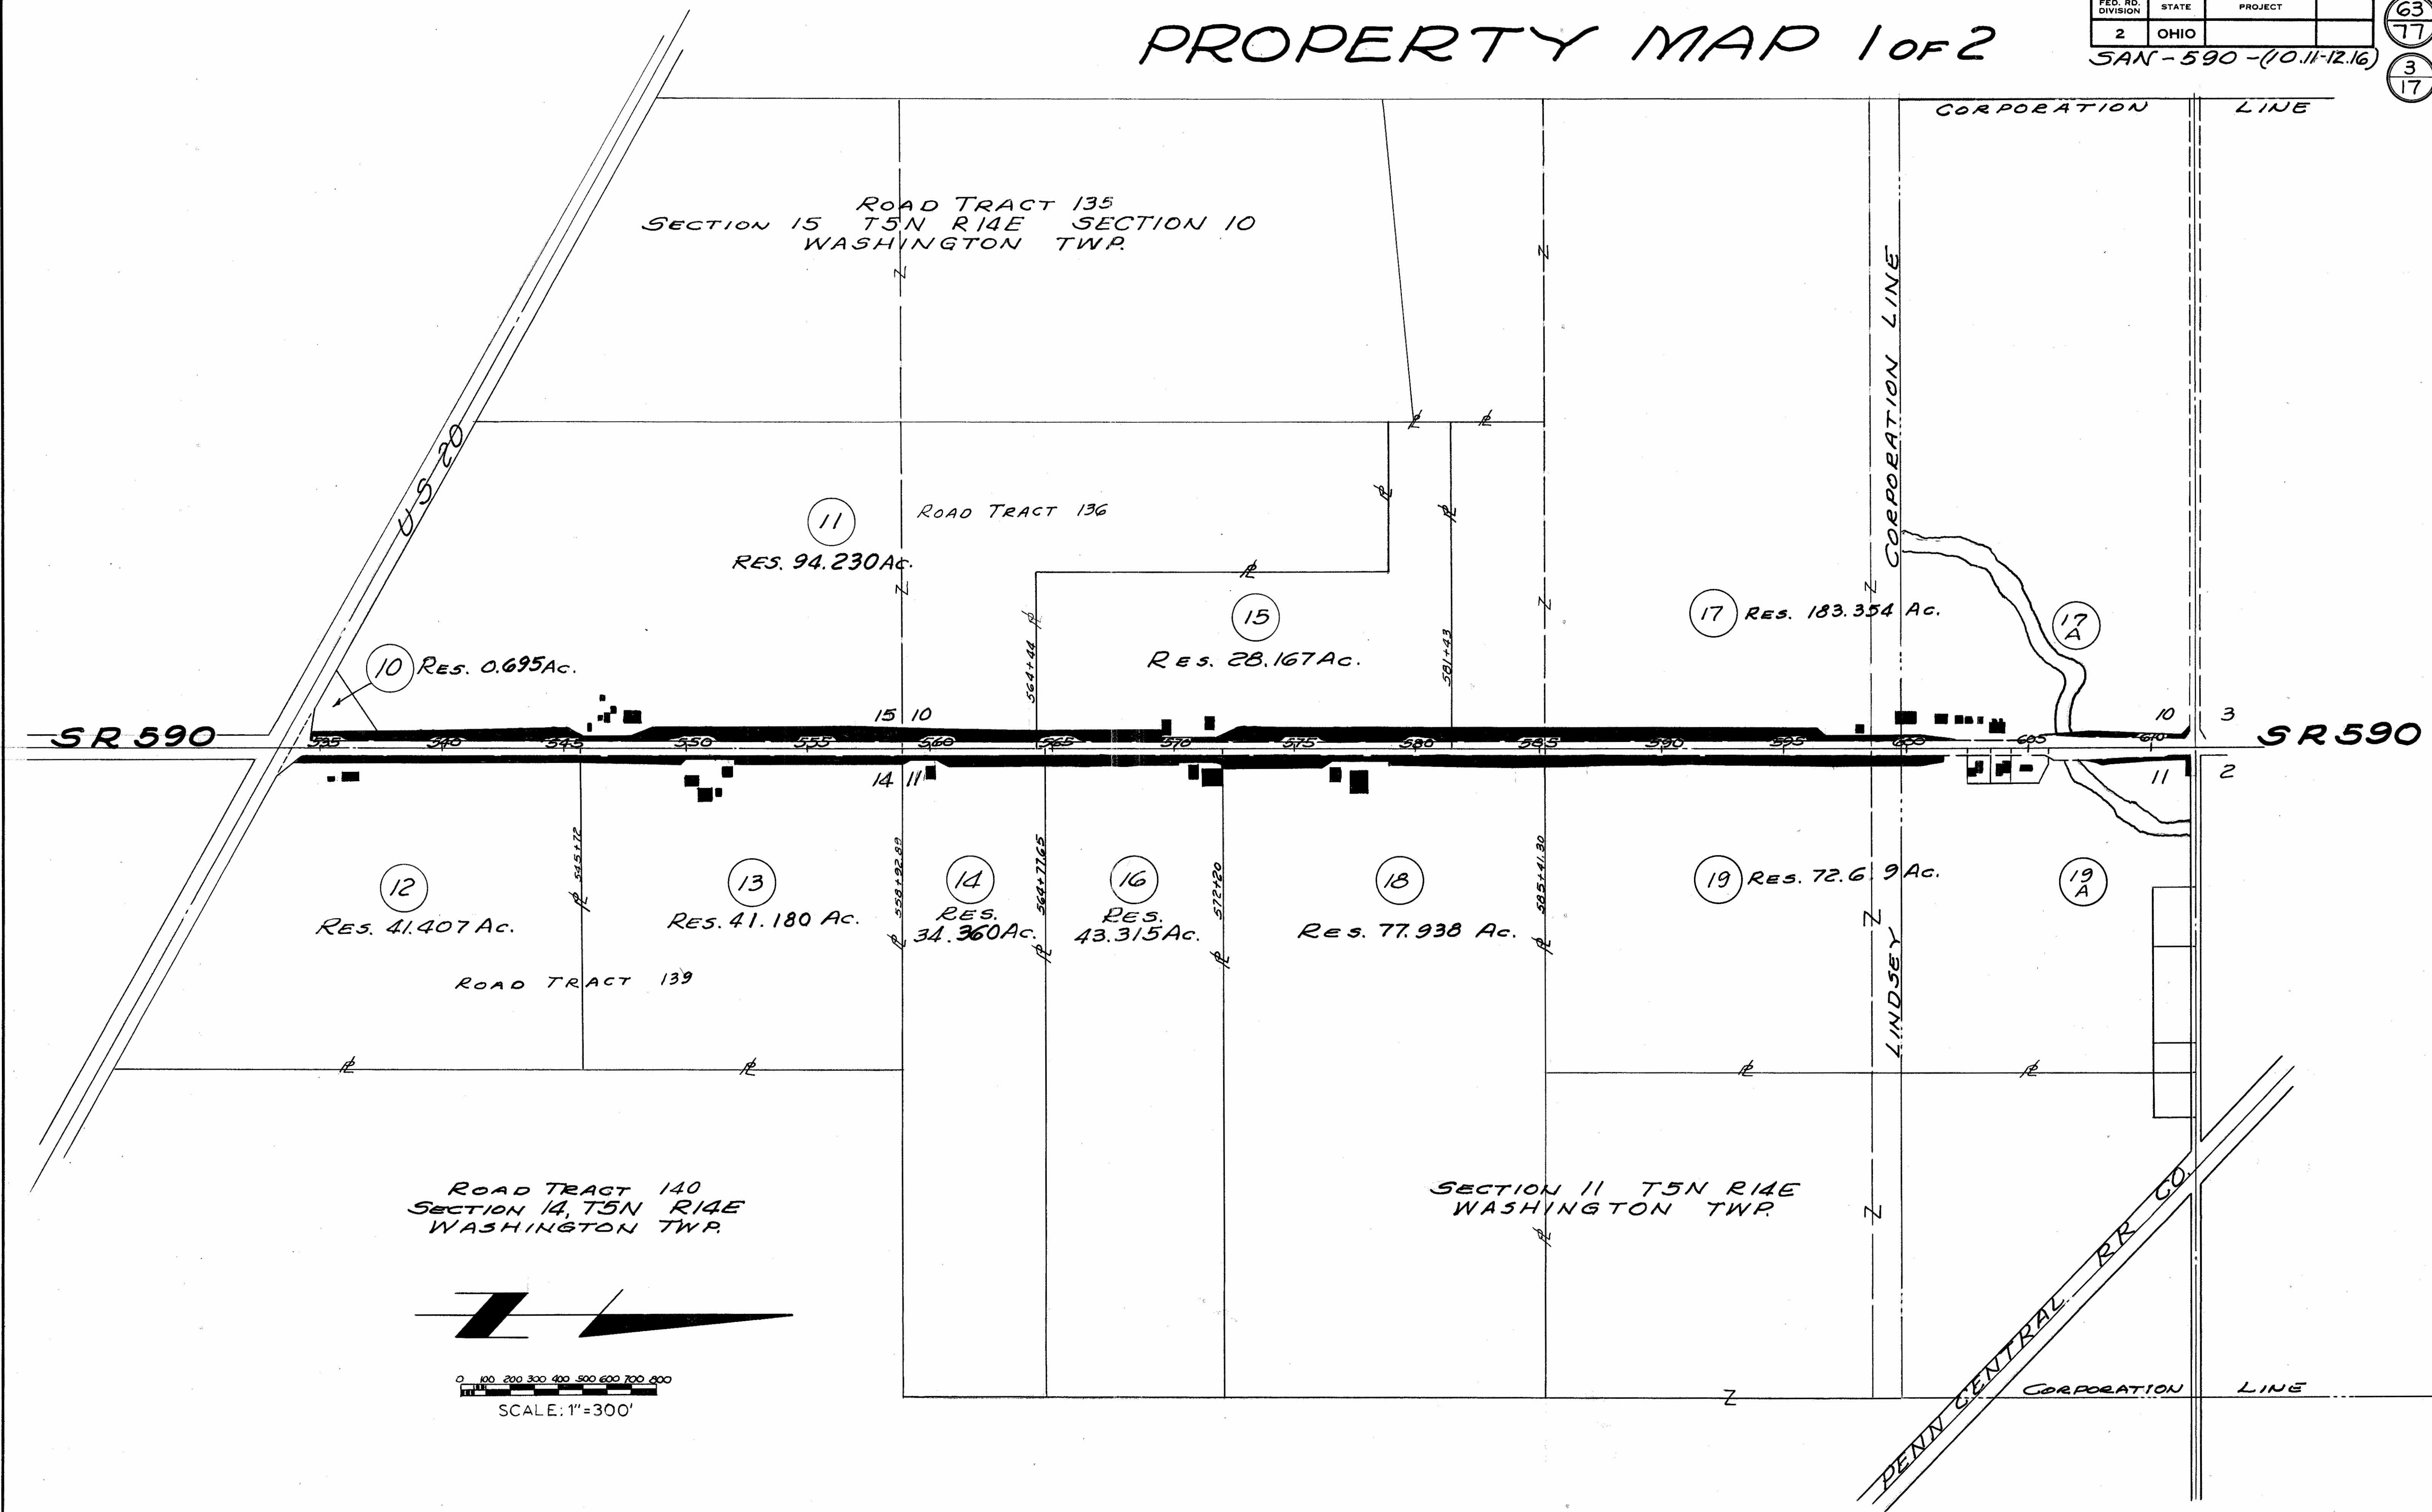 PROPERTY MAP 1 OF 2
FED. RD. DIVISION STATE PROJECT
2 OHIO
SAN-590-(10.11-12.16)
63
77
3
17
CORPORATION LINE
ROAD TRACT 135
SECTION 15 T5N R14E SECTION 10
WASHINGTON TWP.
CORPORATION LINE
US 20
11
ROAD TRACT 136
RES. 94.230 AC.
15
RES. 28.167 AC.
17 RES. 183.354 AC.
17 A
10 RES. 0.695 AC.
564+44
581+43
15 10
10 3
SR 590
535 540 545 550 555 560 565 570 575 580 585 590 595 600 605 610
SR 590
14 11
11 2
545+72
558+92.89
564+77.65
572+20
585+41.30
12
RES. 41.407 AC.
13
RES. 41.180 AC.
14
RES.
34.360 AC.
16
RES.
43.315 AC.
18
RES. 77.938 AC.
19 RES. 72.6 9 AC.
19 A
ROAD TRACT 139
LINDSEY
ROAD TRACT 140
SECTION 14, T5N R14E
WASHINGTON TWP.
SECTION 11 T5N R14E
WASHINGTON TWP.
PENN CENTRAL RR CO.
0 100 200 300 400 500 600 700 800
SCALE: 1"=300'
CORPORATION LINE